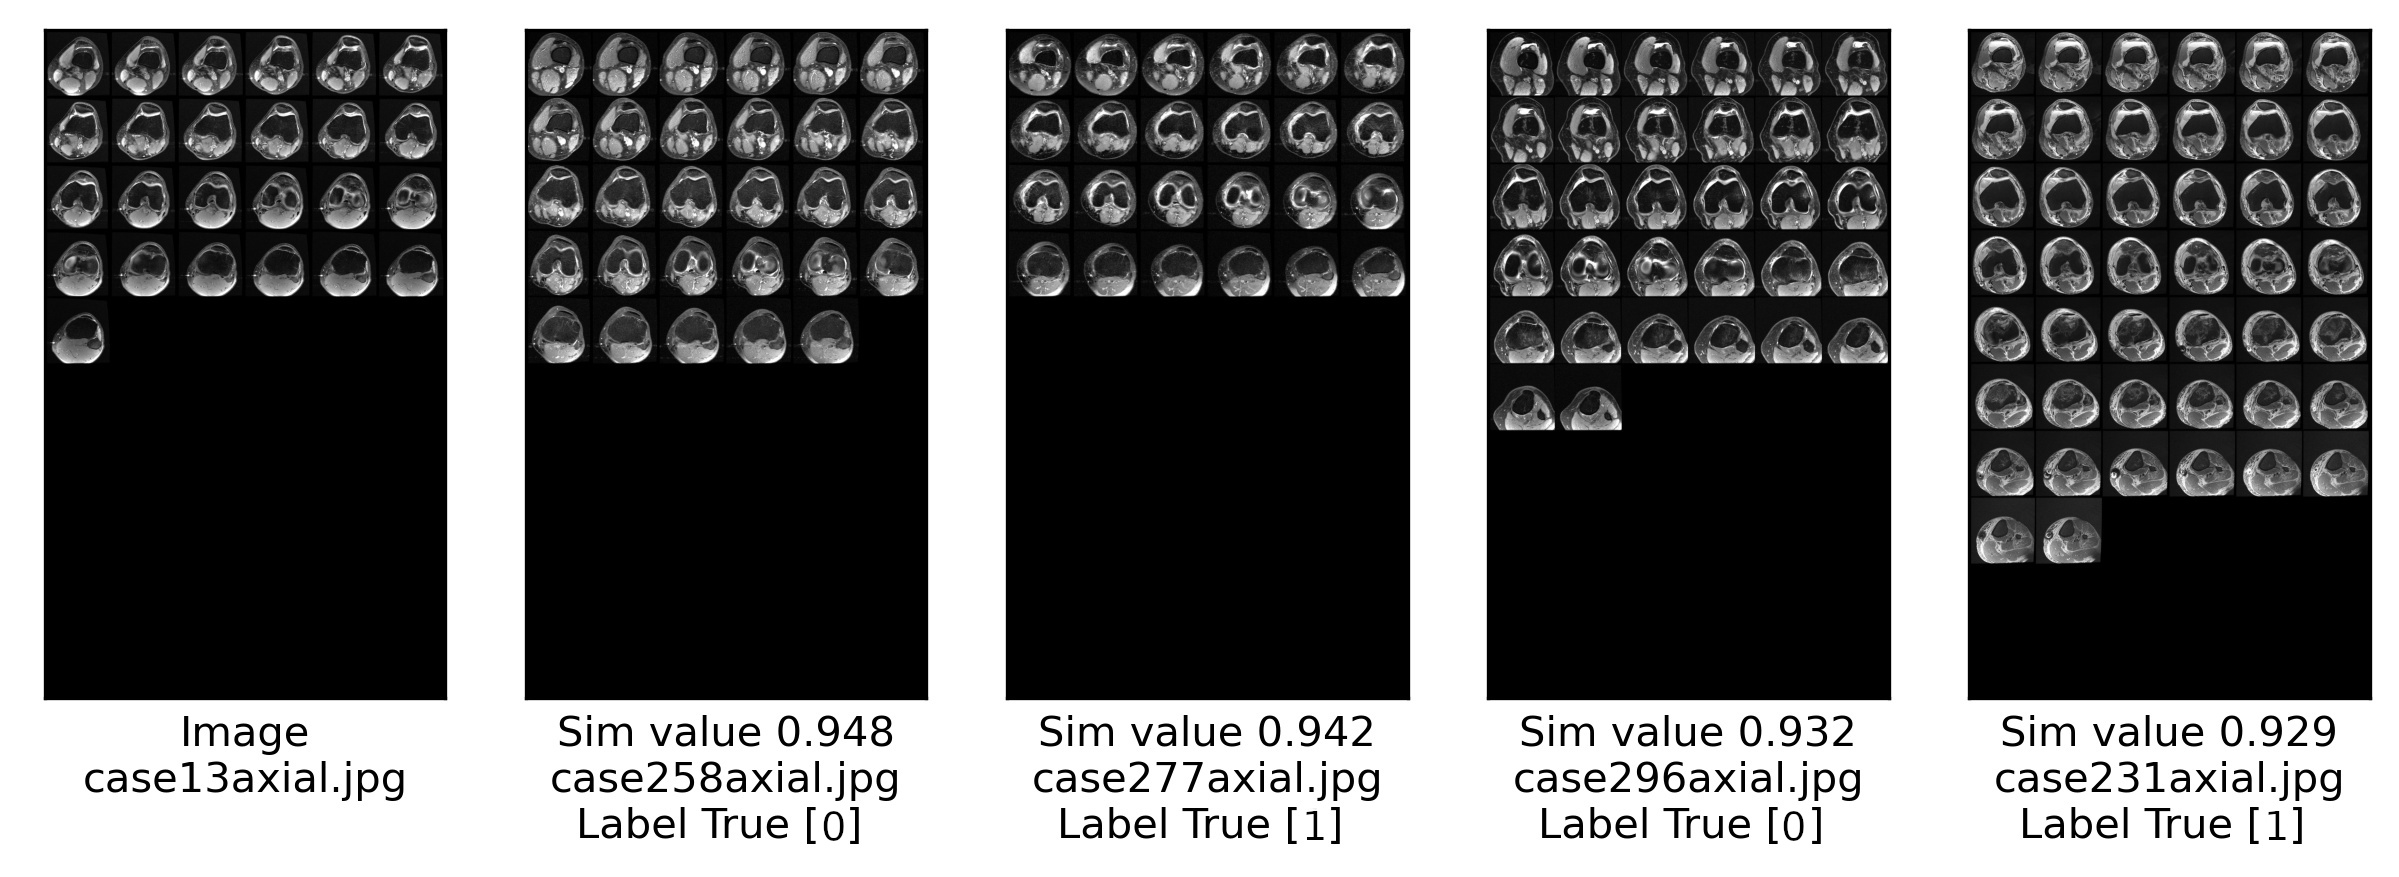 Image
case13axial.jpg
Sim value 0.948
case258axial.jpg
Label True [0]
Sim value 0.942
case277axial.jpg
Label True [1]
Sim value 0.932
case296axial.jpg
Label True [0]
Sim value 0.929
case231axial.jpg
Label True [1]